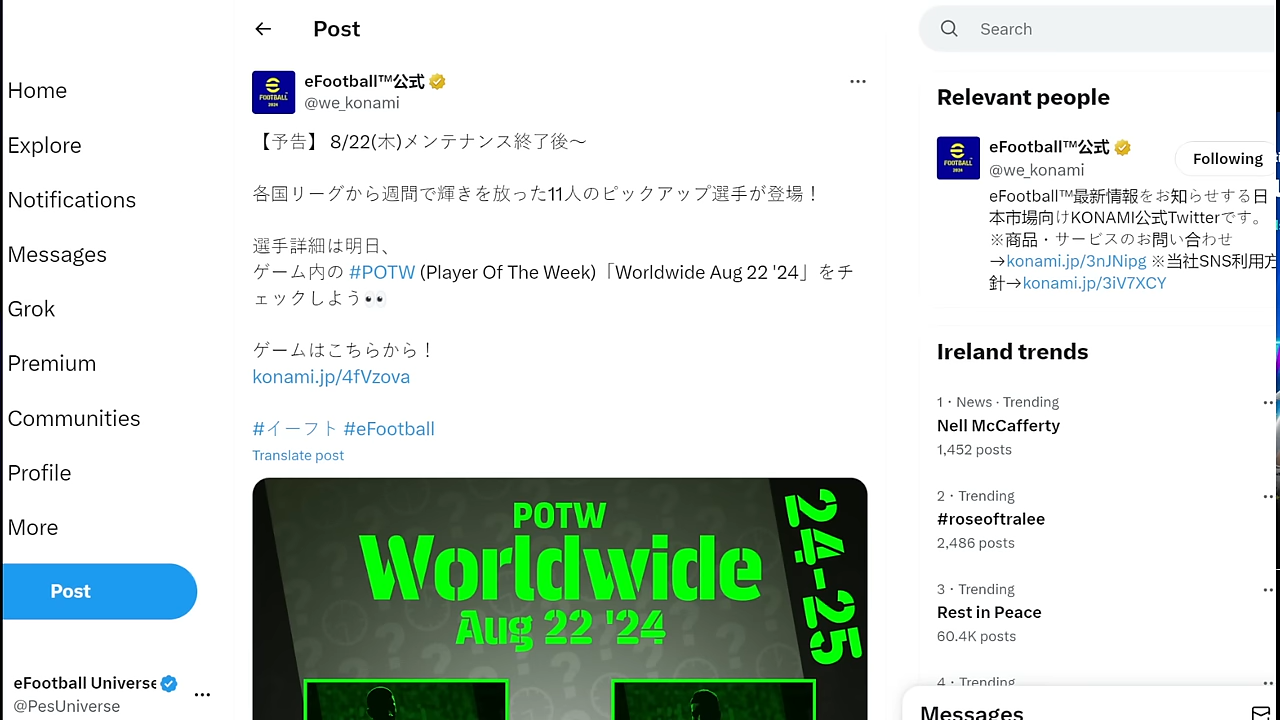 Home
Explore
Notifications
Messages
Grok
Premium
Communities
Profile
More
Post
eFootball Universe
@PesUniverse
Post
eFootball™公式
@we_konami
【予告】 8/22(木)メンテナンス終了後～
各国リーグから週間で輝きを放った11人のピックアップ選手が登場！
選手詳細は明日、
ゲーム内の #POTW (Player Of The Week)「Worldwide Aug 22 '24」をチ
ェックしよう👀
ゲームはこちらから！
konami.jp/4fVzova
#イーフト #eFootball
Translate post
POTW
Worldwide
Aug 22 '24
24-25
Search
Relevant people
eFootball™公式
@we_konami
Following
eFootball™最新情報をお知らせする日
本市場向けKONAMI公式Twitterです。
※商品・サービスのお問い合わせ
→konami.jp/3nJNipg ※当社SNS利用方
針→konami.jp/3iV7XCY
Ireland trends
1 · News · Trending
Nell McCafferty
1,452 posts
2 · Trending
#roseoftralee
2,486 posts
3 · Trending
Rest in Peace
60.4K posts
4 · Trending
Messages